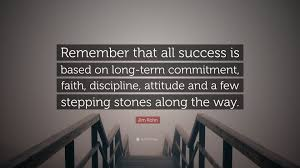 Remember that all success is
based on long-term commitment,
faith, discipline, attitude and a few
stepping stones along the way.
Jim Rohn